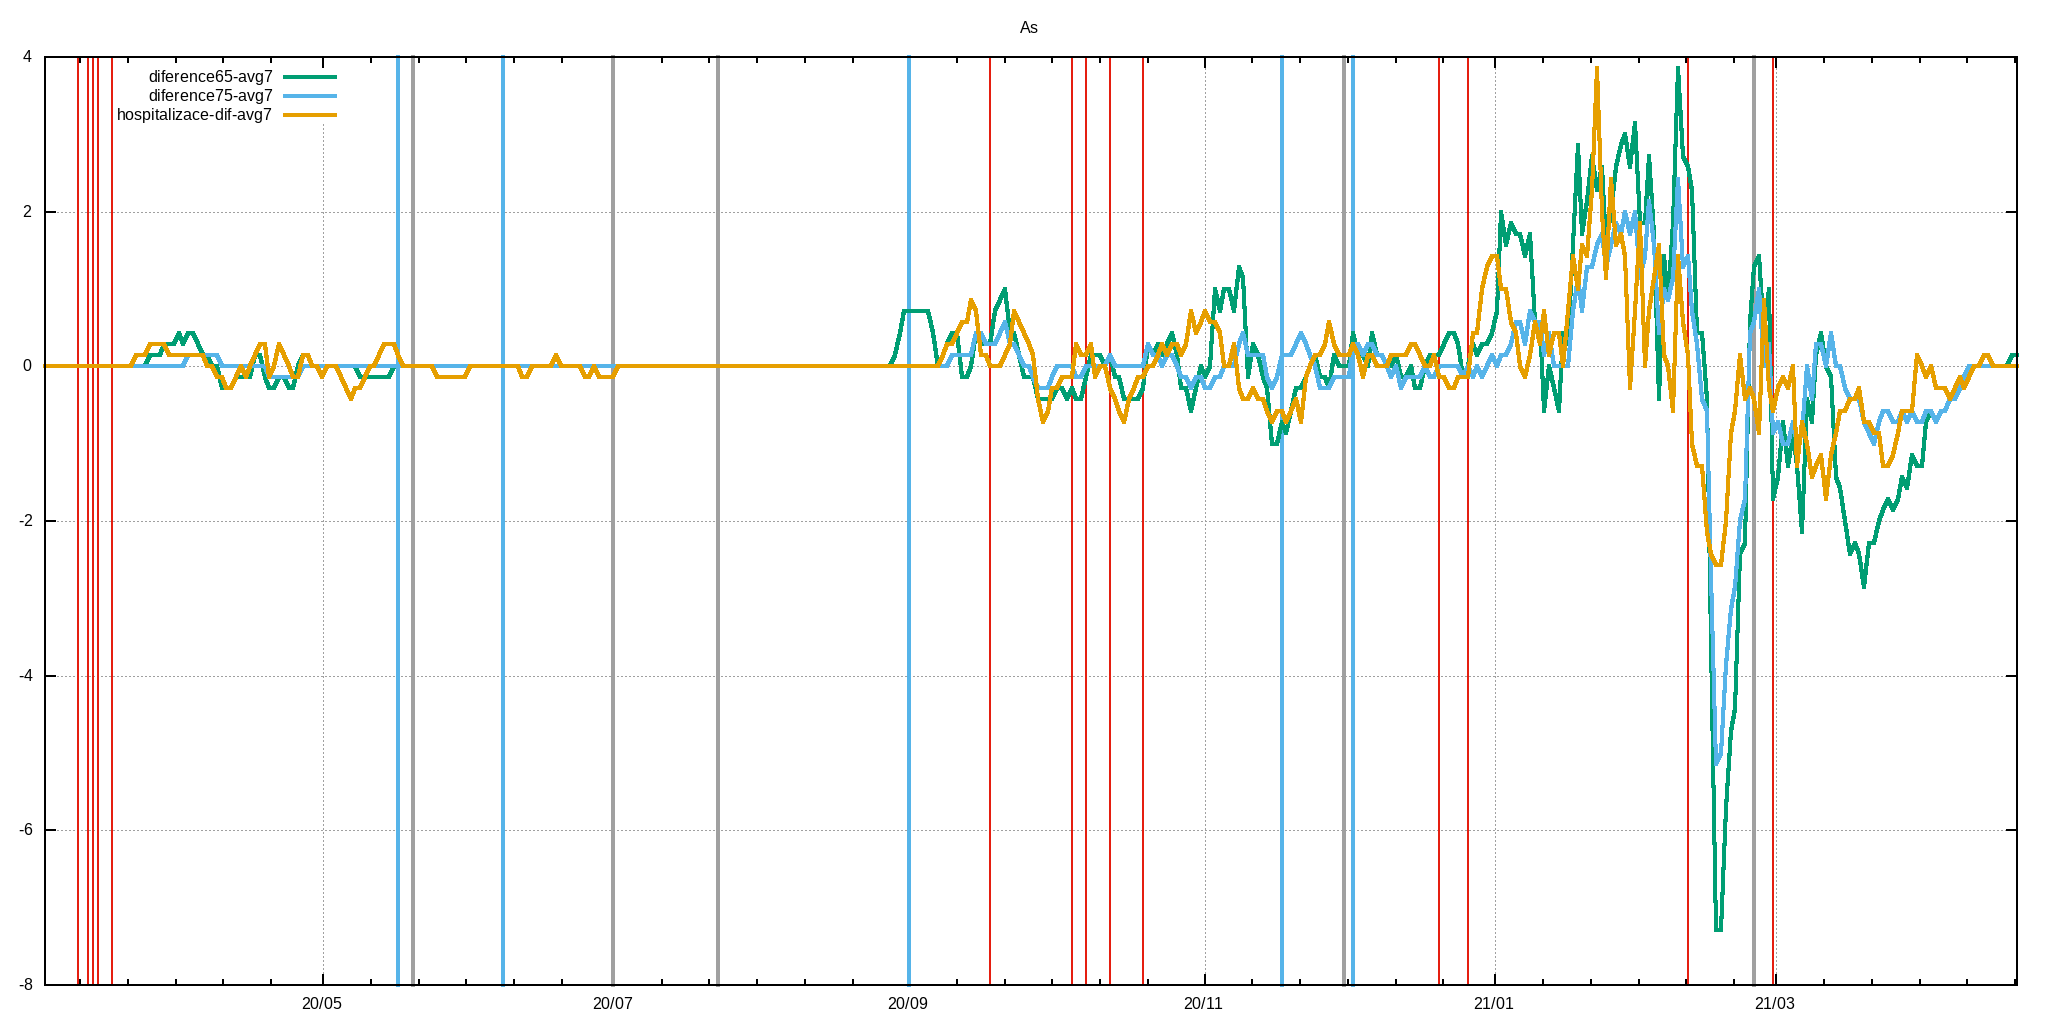 As
4
diference65-avg7
diference75-avg7
hospitalizace-dif-avg7
2
0
-2
-4
-6
-8
20/05 20/07 20/09 20/11 21/01 21/03